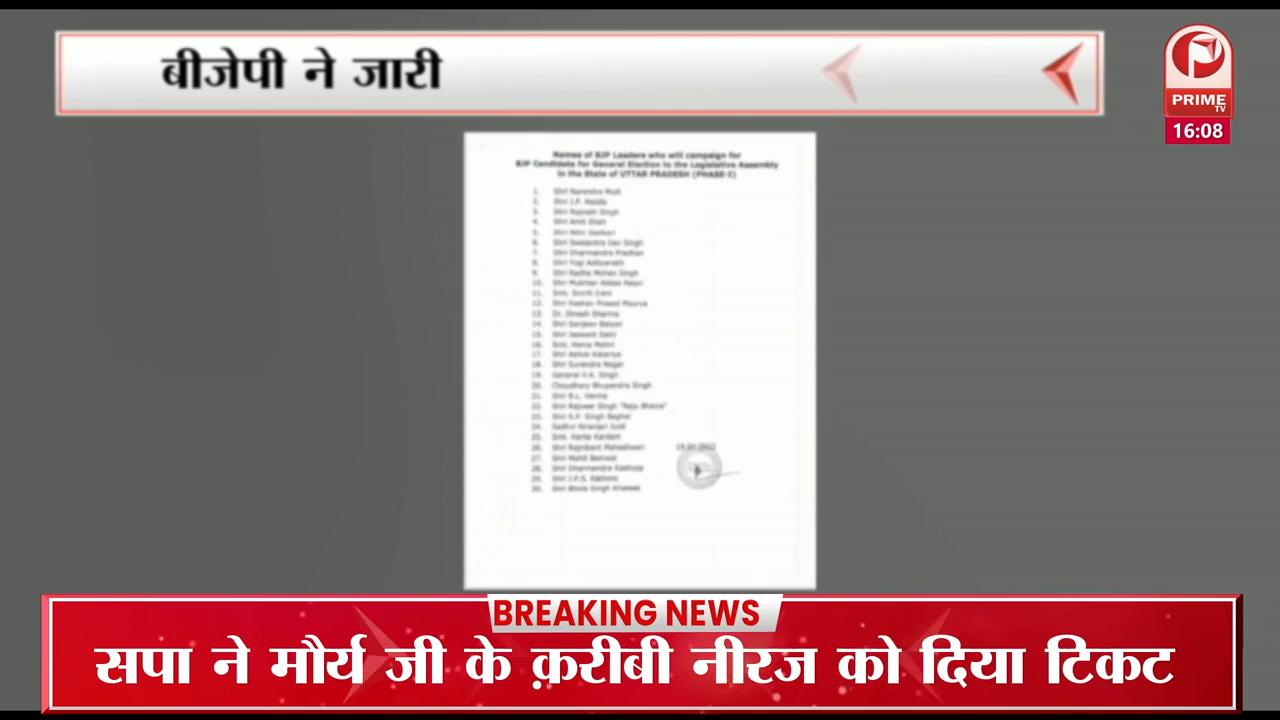 बीजेपी ने जारी
PRIME
TV
16:08
Names of BJP Leaders who will campaign for
BJP Candidate for General Election to the Legislative Assembly
in the State of UTTAR PRADESH (PHASE-I)
1. Shri Narendra Modi
2. Shri J.P. Nadda
3. Shri Rajnath Singh
4. Shri Amit Shah
5. Shri Nitin Gadkari
6. Shri Swatantra Dev Singh
7. Shri Dharmendra Pradhan
8. Shri Yogi Adityanath
9. Shri Radha Mohan Singh
10. Shri Mukhtar Abbas Naqvi
11. Smt. Smriti Irani
12. Shri Keshav Prasad Maurya
13. Dr. Dinesh Sharma
14. Shri Sanjeev Balyan
15. Shri Jaswant Saini
16. Smt. Hema Malini
17. Shri Ashok Katariya
18. Shri Surendra Nagar
19. General V.K. Singh
20. Choudhary Bhupendra Singh
21. Shri B.L. Verma
22. Shri Rajveer Singh "Raju Bhaiya"
23. Shri S.P. Singh Baghel
24. Sadhvi Niranjan Jyoti
25. Smt. Kanta Kardam
26. Shri Rajnikant Maheshwari 19.01.2022
27. Shri Mohit Beniwal
28. Shri Dharmendra Kashyap
29. Shri J.P.S. Rathore
30. Shri Bhola Singh Khateek
BREAKING NEWS
सपा ने मौर्य जी के क़रीबी नीरज को दिया टिकट